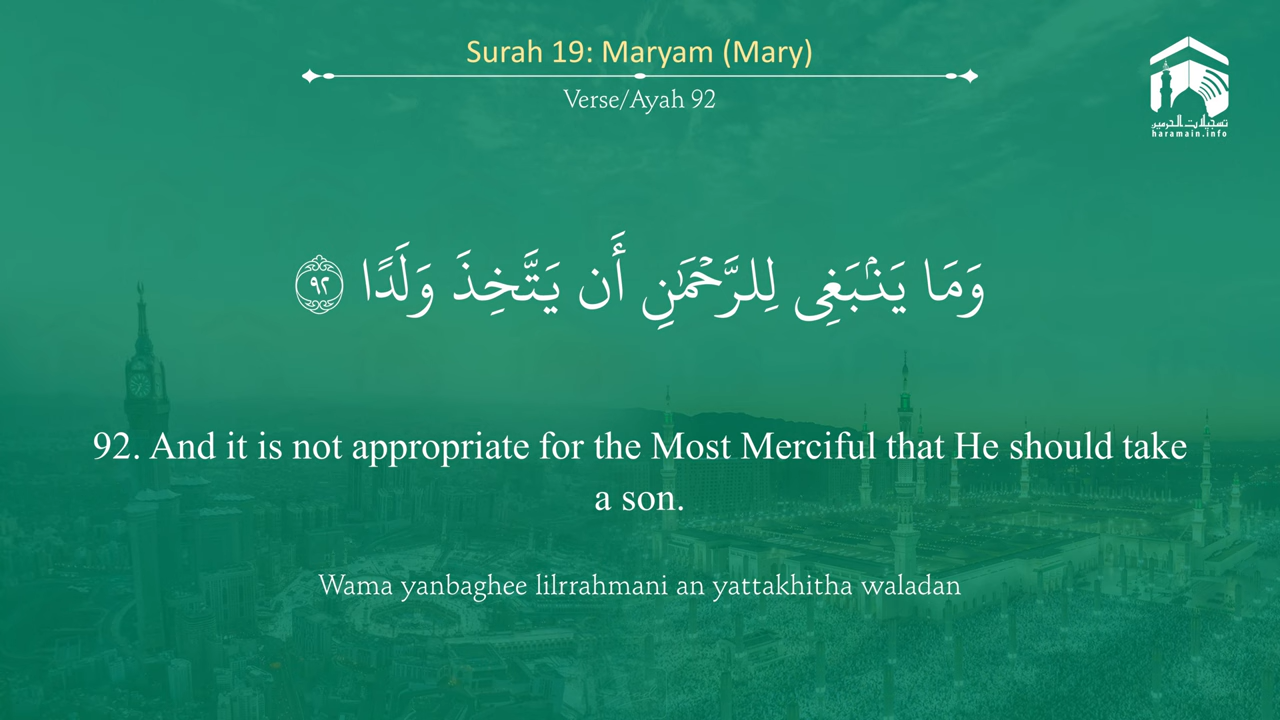 Surah 19: Maryam (Mary)
Verse/Ayah 92
تسجيلات الحرمين
haramain.info
وَمَا يَنۢبَغِى لِلرَّحْمَـٰنِ أَن يَتَّخِذَ وَلَدًا ٩٢
92. And it is not appropriate for the Most Merciful that He should take
a son.
Wama yanbaghee lilrrahmani an yattakhitha waladan